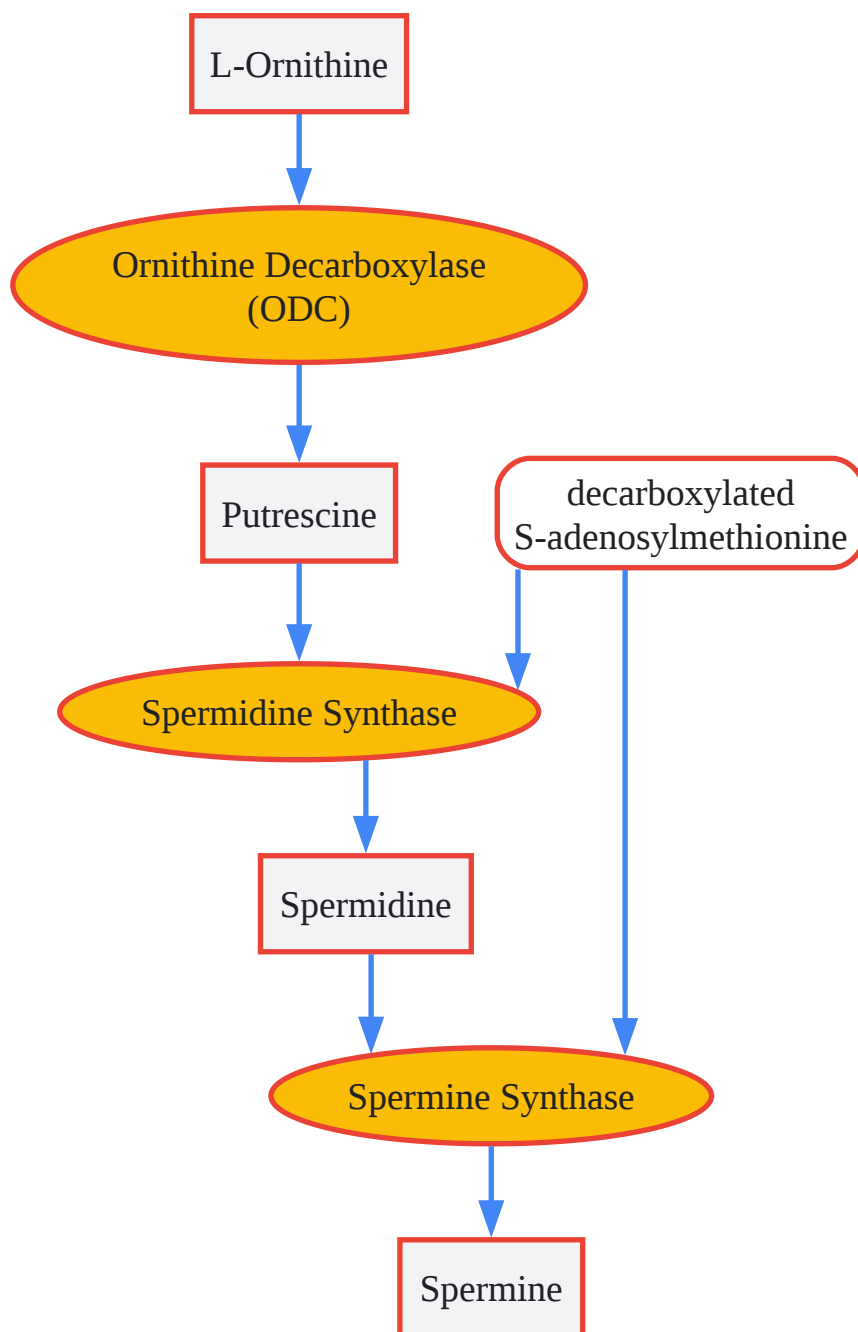 L-Ornithine
Ornithine Decarboxylase
(ODC)
Putrescine
decarboxylated
S-adenosylmethionine
Spermidine Synthase
Spermidine
Spermine Synthase
Spermine